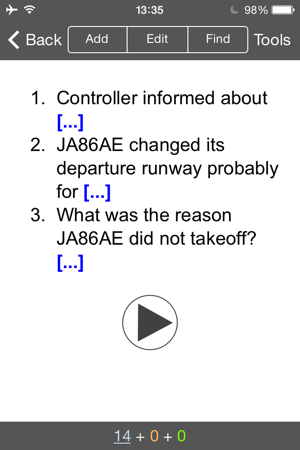 13:35
98%
Back
Add
Edit
Find
Tools
1. Controller informed about
[...]
2. JA86AE changed its
departure runway probably
for [...]
3. What was the reason
JA86AE did not takeoff?
[...]
14 + 0 + 0